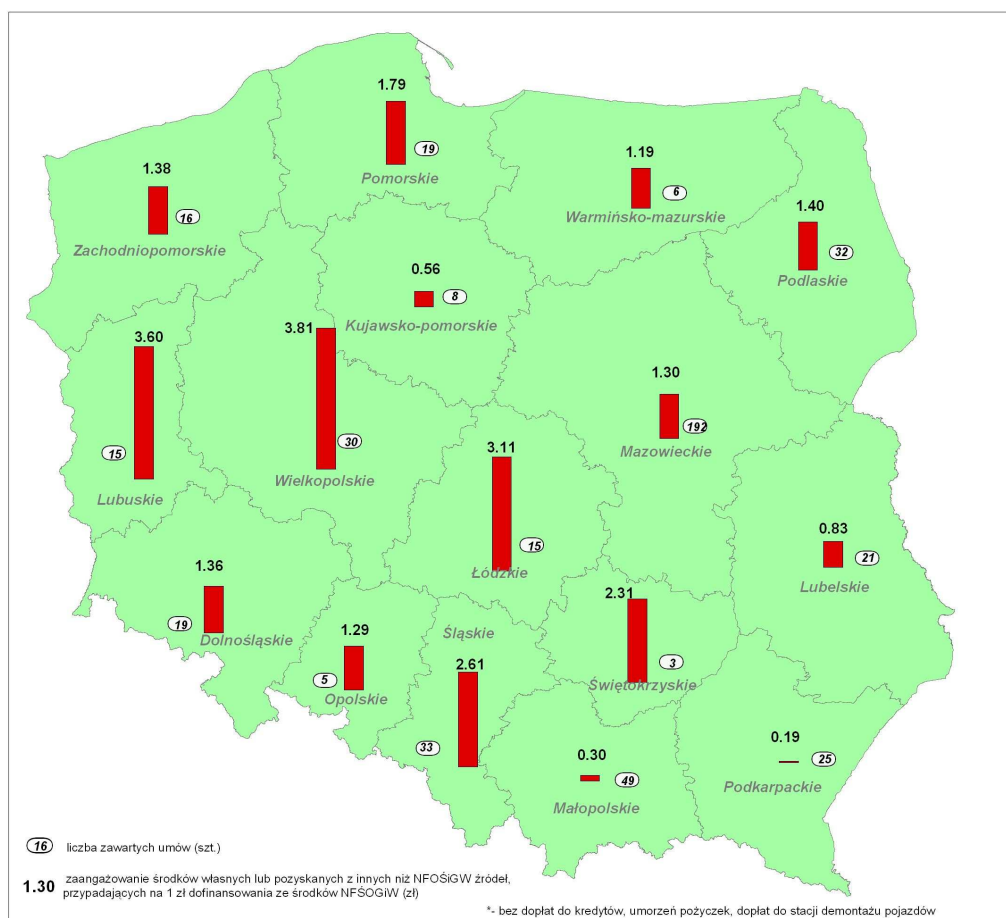 1.79
19
Pomorskie
1.38
16
Zachodniopomorskie
1.19
6
Warmińsko-mazurskie
1.40
32
Podlaskie
0.56
8
Kujawsko-pomorskie
3.60
15
Lubuskie
3.81
30
Wielkopolskie
1.30
192
Mazowieckie
3.11
15
Łódzkie
0.83
21
Lubelskie
1.36
19
Dolnośląskie
1.29
5
Opolskie
Śląskie
2.61
33
2.31
3
Świętokrzyskie
0.30
49
Małopolskie
0.19
25
Podkarpackie
16 liczba zawartych umów (szt.)
1.30 zaangażowanie środków własnych lub pozyskanych z innych niż NFOŚiGW źródeł,
przypadających na 1 zł dofinansowania ze środków NFŚOGiW (zł)
*- bez dopłat do kredytów, umorzeń pożyczek, dopłat do stacji demontażu pojazdów